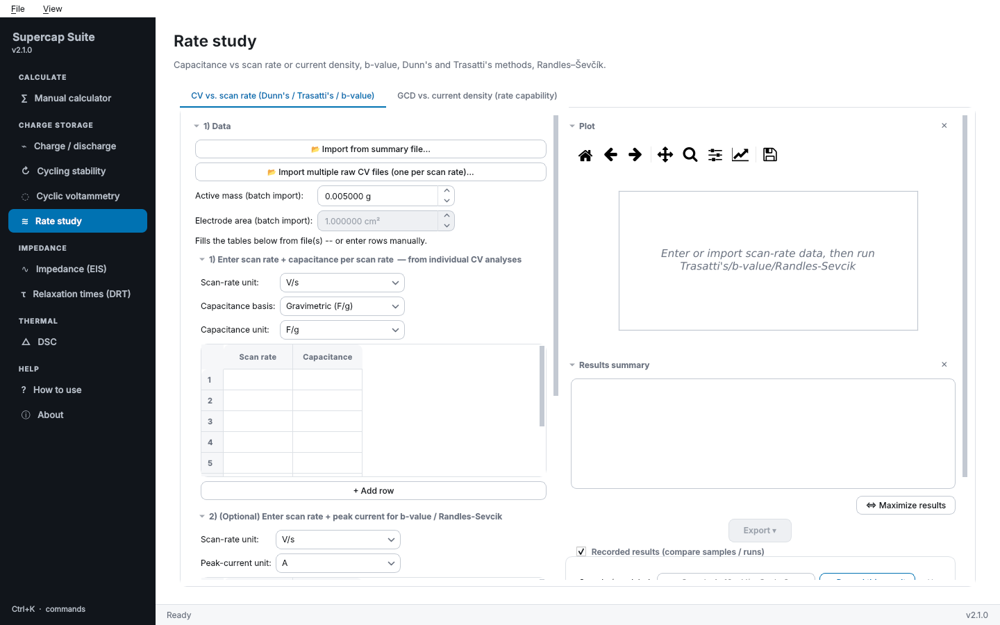 File View
Supercap Suite
v2.1.0
CALCULATE
∑ Manual calculator
CHARGE STORAGE
Charge / discharge
Cycling stability
Cyclic voltammetry
≋ Rate study
IMPEDANCE
∿ Impedance (EIS)
τ Relaxation times (DRT)
THERMAL
△ DSC
HELP
? How to use
ⓘ About
Ctrl+K · commands
Rate study
Capacitance vs scan rate or current density, b-value, Dunn's and Trasatti's methods, Randles–Ševčík.
CV vs. scan rate (Dunn's / Trasatti's / b-value)
GCD vs. current density (rate capability)
1) Data
Import from summary file...
Import multiple raw CV files (one per scan rate)...
Active mass (batch import): 0.005000 g
Electrode area (batch import): 1.000000 cm²
Fills the tables below from file(s) -- or enter rows manually.
1) Enter scan rate + capacitance per scan rate — from individual CV analyses
Scan-rate unit: V/s
Capacitance basis: Gravimetric (F/g)
Capacitance unit: F/g
Scan rate Capacitance
1
2
3
4
5
+ Add row
2) (Optional) Enter scan rate + peak current for b-value / Randles-Sevcik
Scan-rate unit: V/s
Peak-current unit: A
Plot ×
Enter or import scan-rate data, then run
Trasatti's/b-value/Randles-Sevcik
Results summary ×
⇔ Maximize results
Export ▾
Recorded results (compare samples / runs)
Ready
v2.1.0